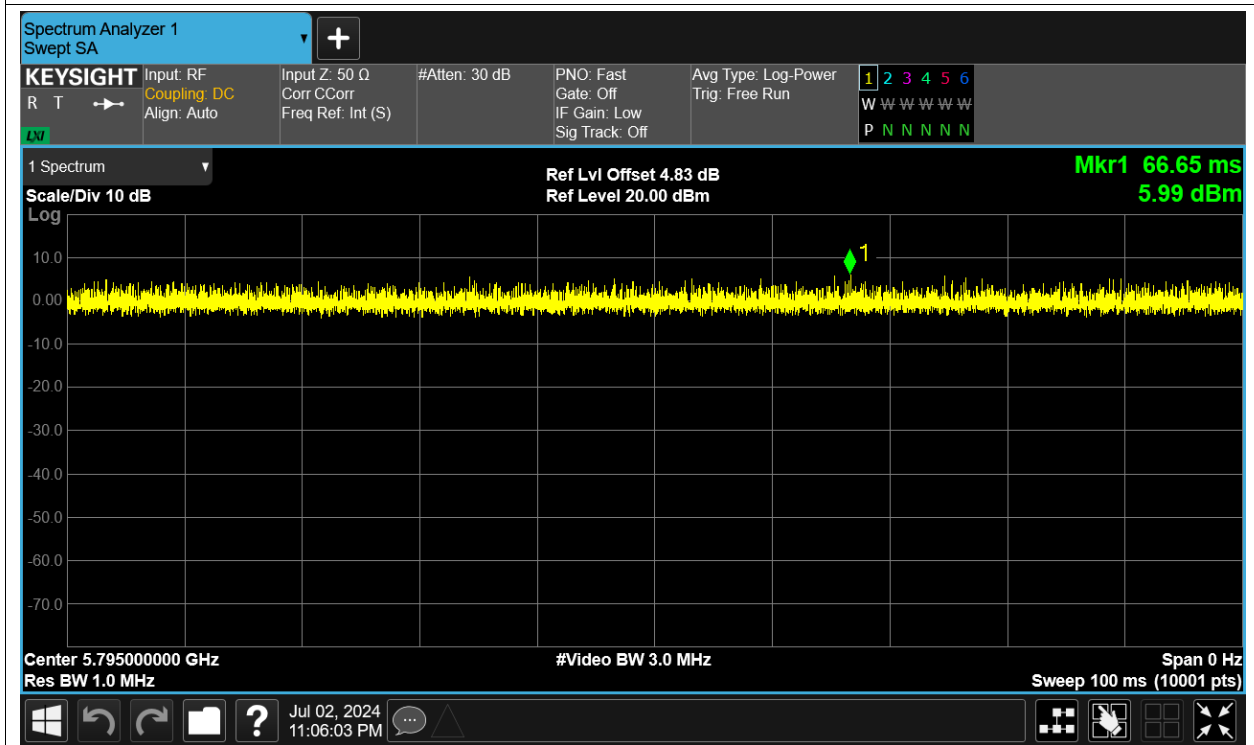 Spectrum Analyzer 1
Swept SA
KEYSIGHT
R T
LXI
Input: RF
Coupling: DC
Align: Auto
Input Z: 50 Ω
Corr CCorr
Freq Ref: Int (S)
#Atten: 30 dB
PNO: Fast
Gate: Off
IF Gain: Low
Sig Track: Off
Avg Type: Log-Power
Trig: Free Run
1 2 3 4 5 6
W W W W W W
P N N N N N
1 Spectrum
Scale/Div 10 dB
Ref Lvl Offset 4.83 dB
Ref Level 20.00 dBm
Mkr1 66.65 ms
5.99 dBm
Log
1
10.0
0.00
-10.0
-20.0
-30.0
-40.0
-50.0
-60.0
-70.0
Center 5.795000000 GHz
Res BW 1.0 MHz
#Video BW 3.0 MHz
Span 0 Hz
Sweep 100 ms (10001 pts)
?
Jul 02, 2024
11:06:03 PM